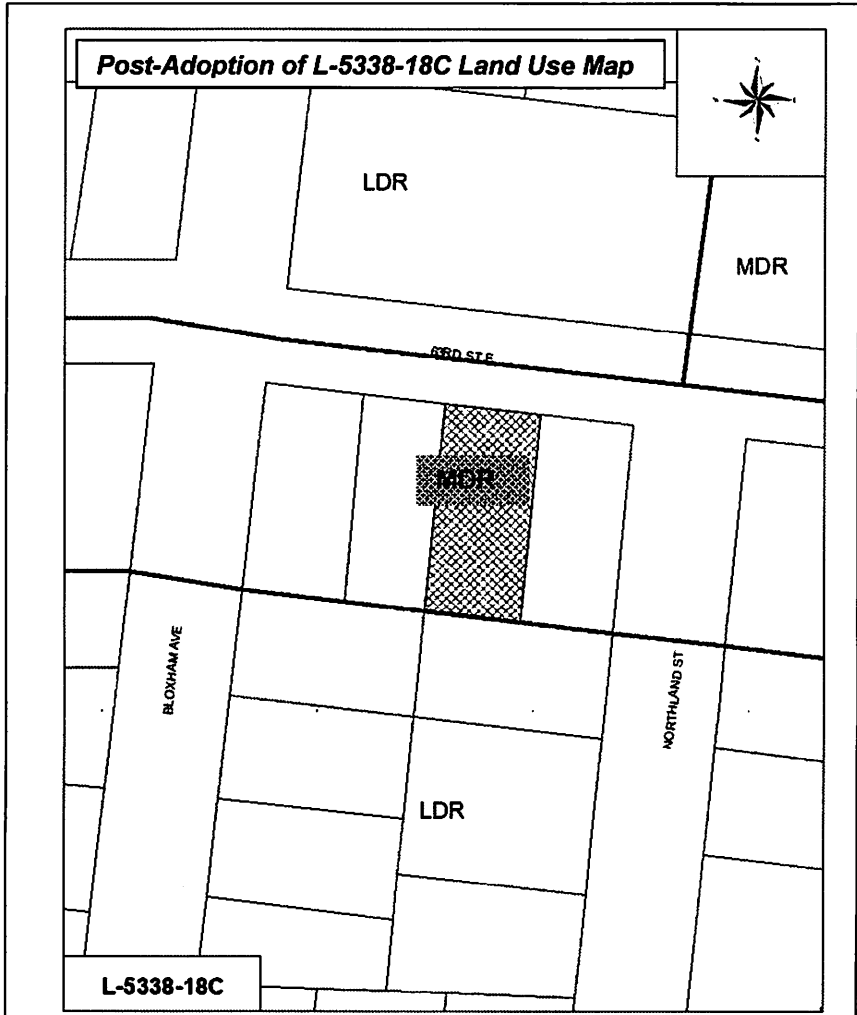 Post-Adoption of L-5338-18C Land Use Map
LDR
MDR
63RD ST E
MDR
BLOXHAM AVE
NORTHLAND ST
LDR
L-5338-18C